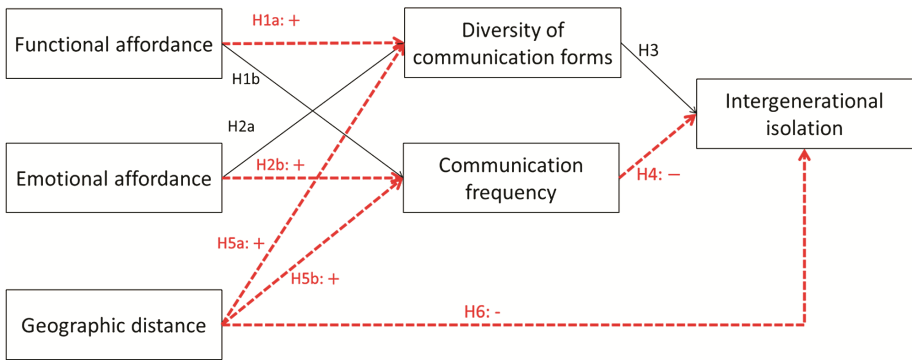 Functional affordance
H1a: +
Diversity of
communication forms
H3
H1b
Intergenerational
isolation
H2a
Emotional affordance
H2b: +
Communication
frequency
H4: —
H5a: +
H5b: +
Geographic distance
H6: -